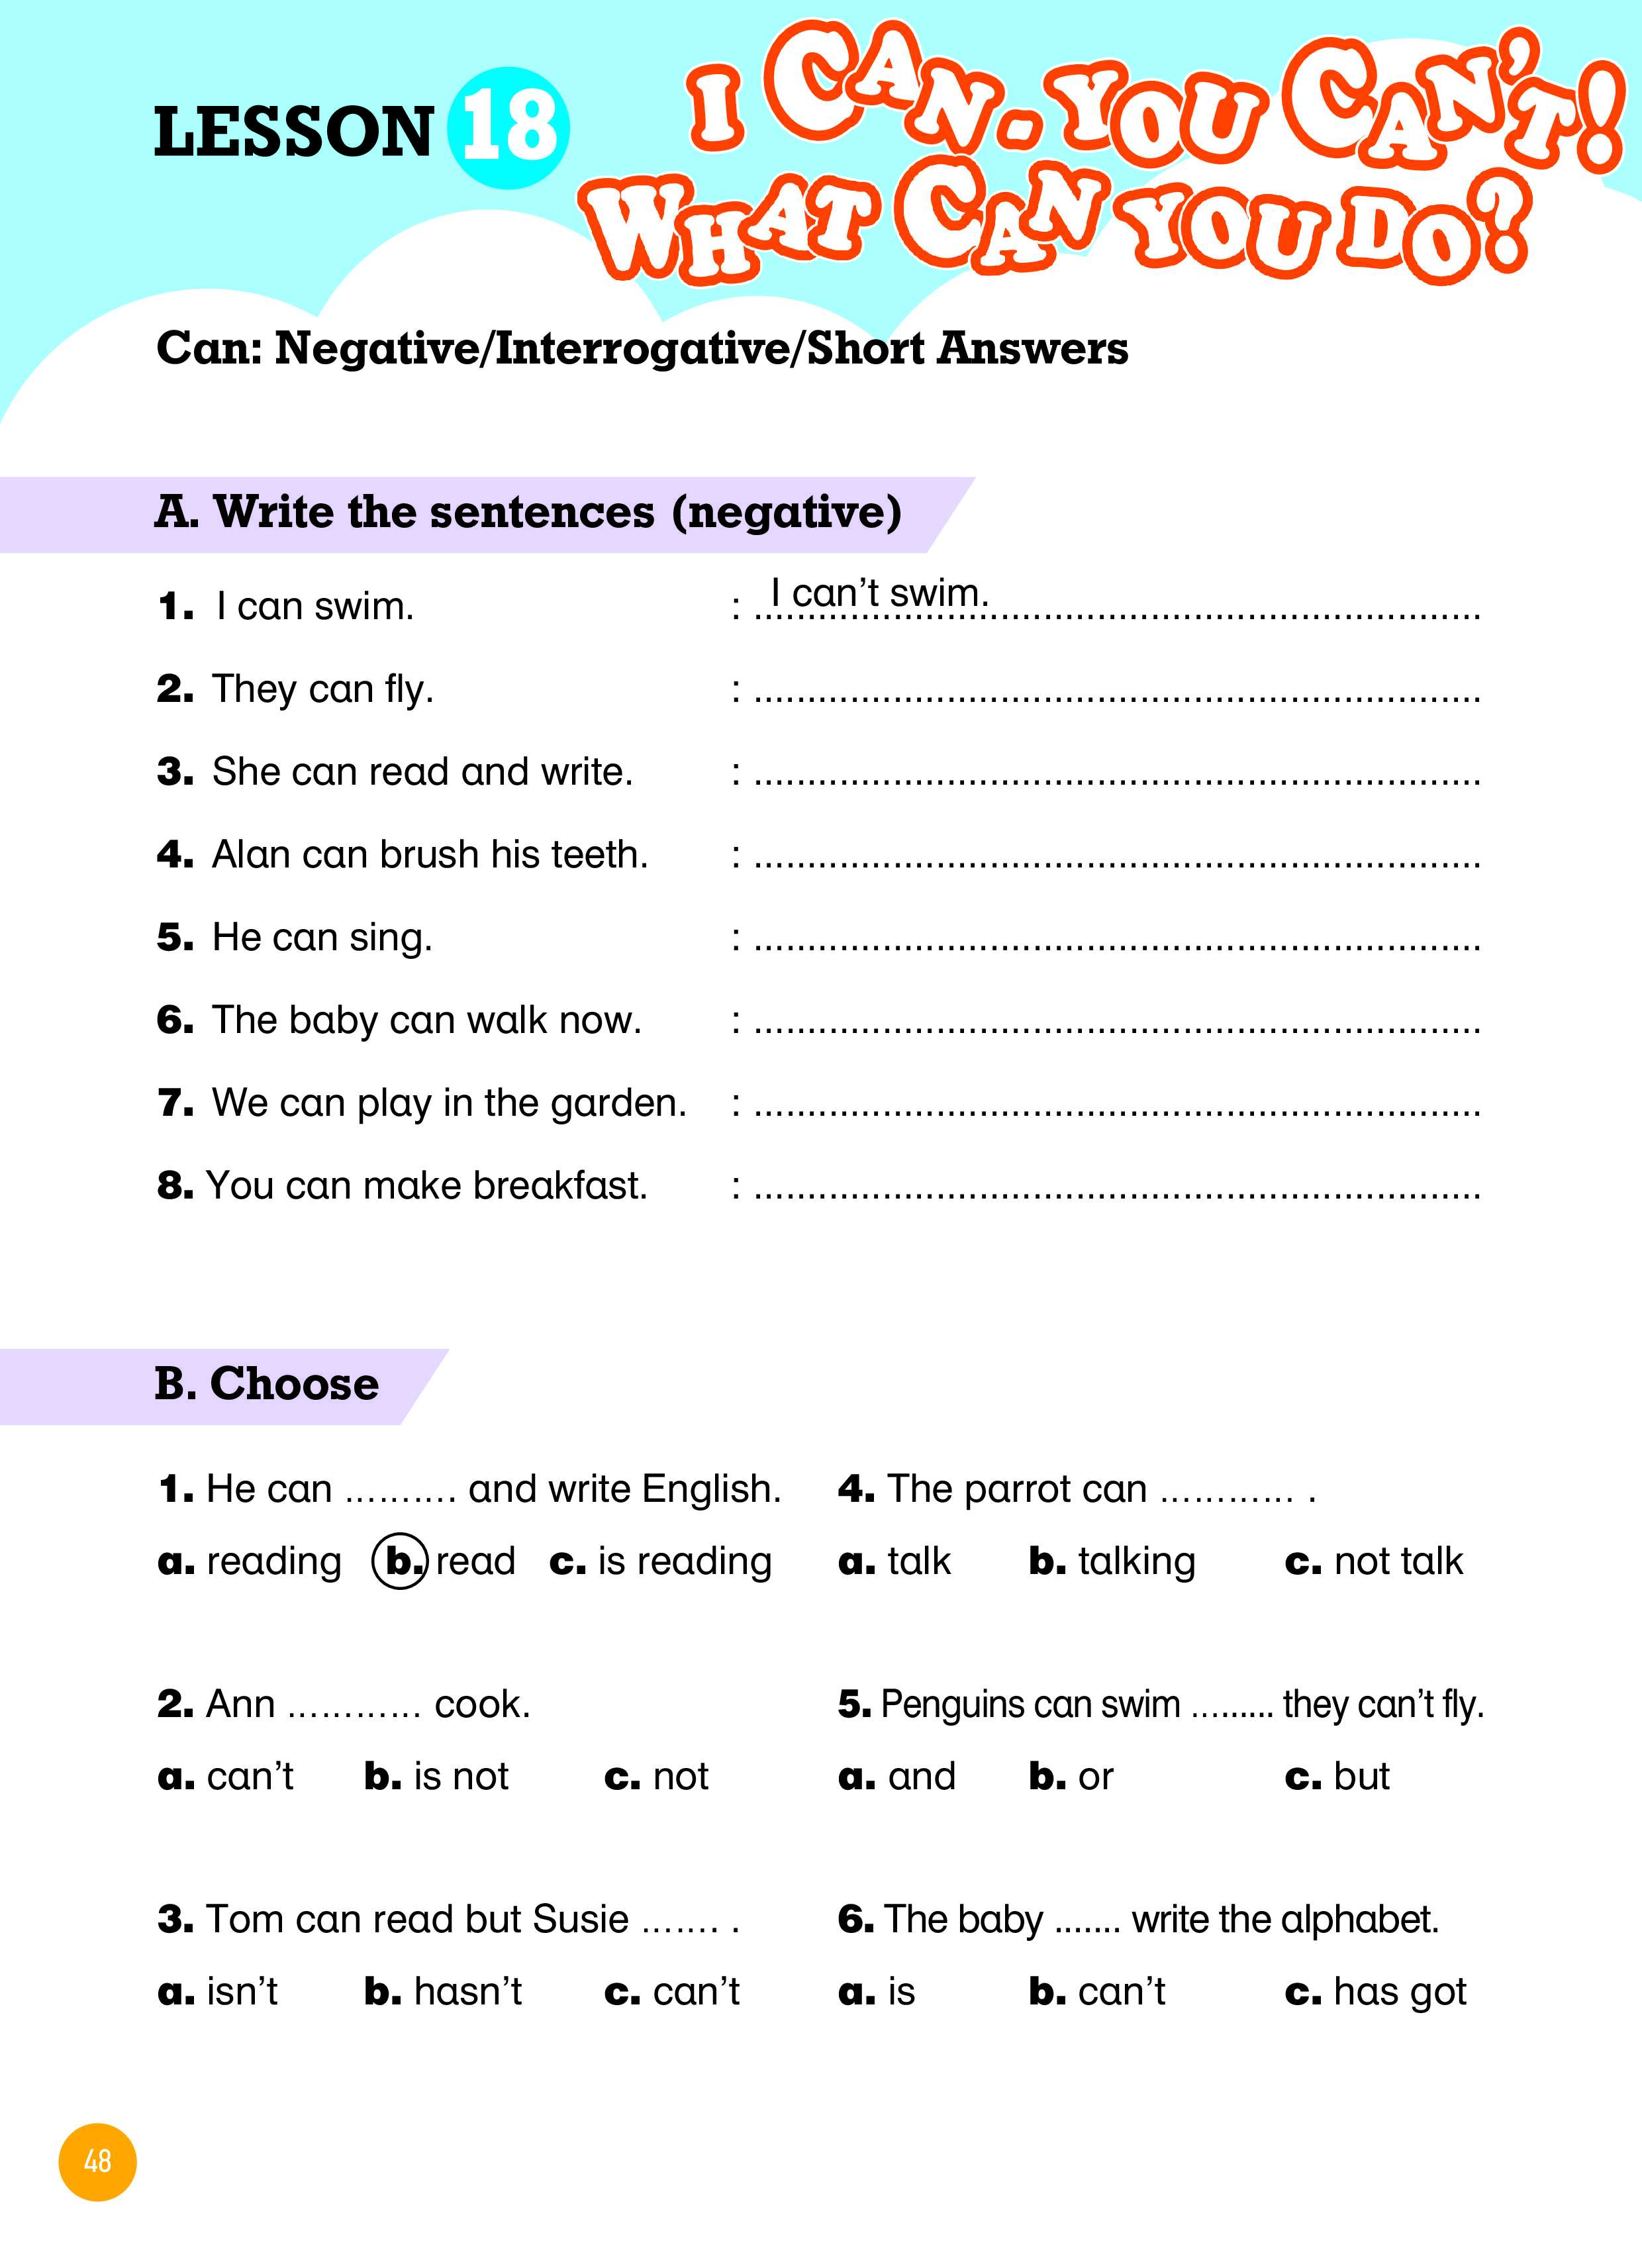 LESSON 18
I CAN - YOU CAN'T!
WHAT CAN YOU DO?
Can: Negative/Interrogative/Short Answers
A. Write the sentences (negative)
1. I can swim. : I can't swim. ....................................................................
2. They can fly. : ....................................................................
3. She can read and write. : ....................................................................
4. Alan can brush his teeth. : ....................................................................
5. He can sing. : ....................................................................
6. The baby can walk now. : ....................................................................
7. We can play in the garden. : ....................................................................
8. You can make breakfast. : ....................................................................
B. Choose
1. He can .......... and write English.
a. reading b. read c. is reading
2. Ann ............ cook.
a. can't b. is not c. not
3. Tom can read but Susie ....... .
a. isn't b. hasn't c. can't
4. The parrot can ............ .
a. talk b. talking c. not talk
5. Penguins can swim ......... they can't fly.
a. and b. or c. but
6. The baby ....... write the alphabet.
a. is b. can't c. has got
48